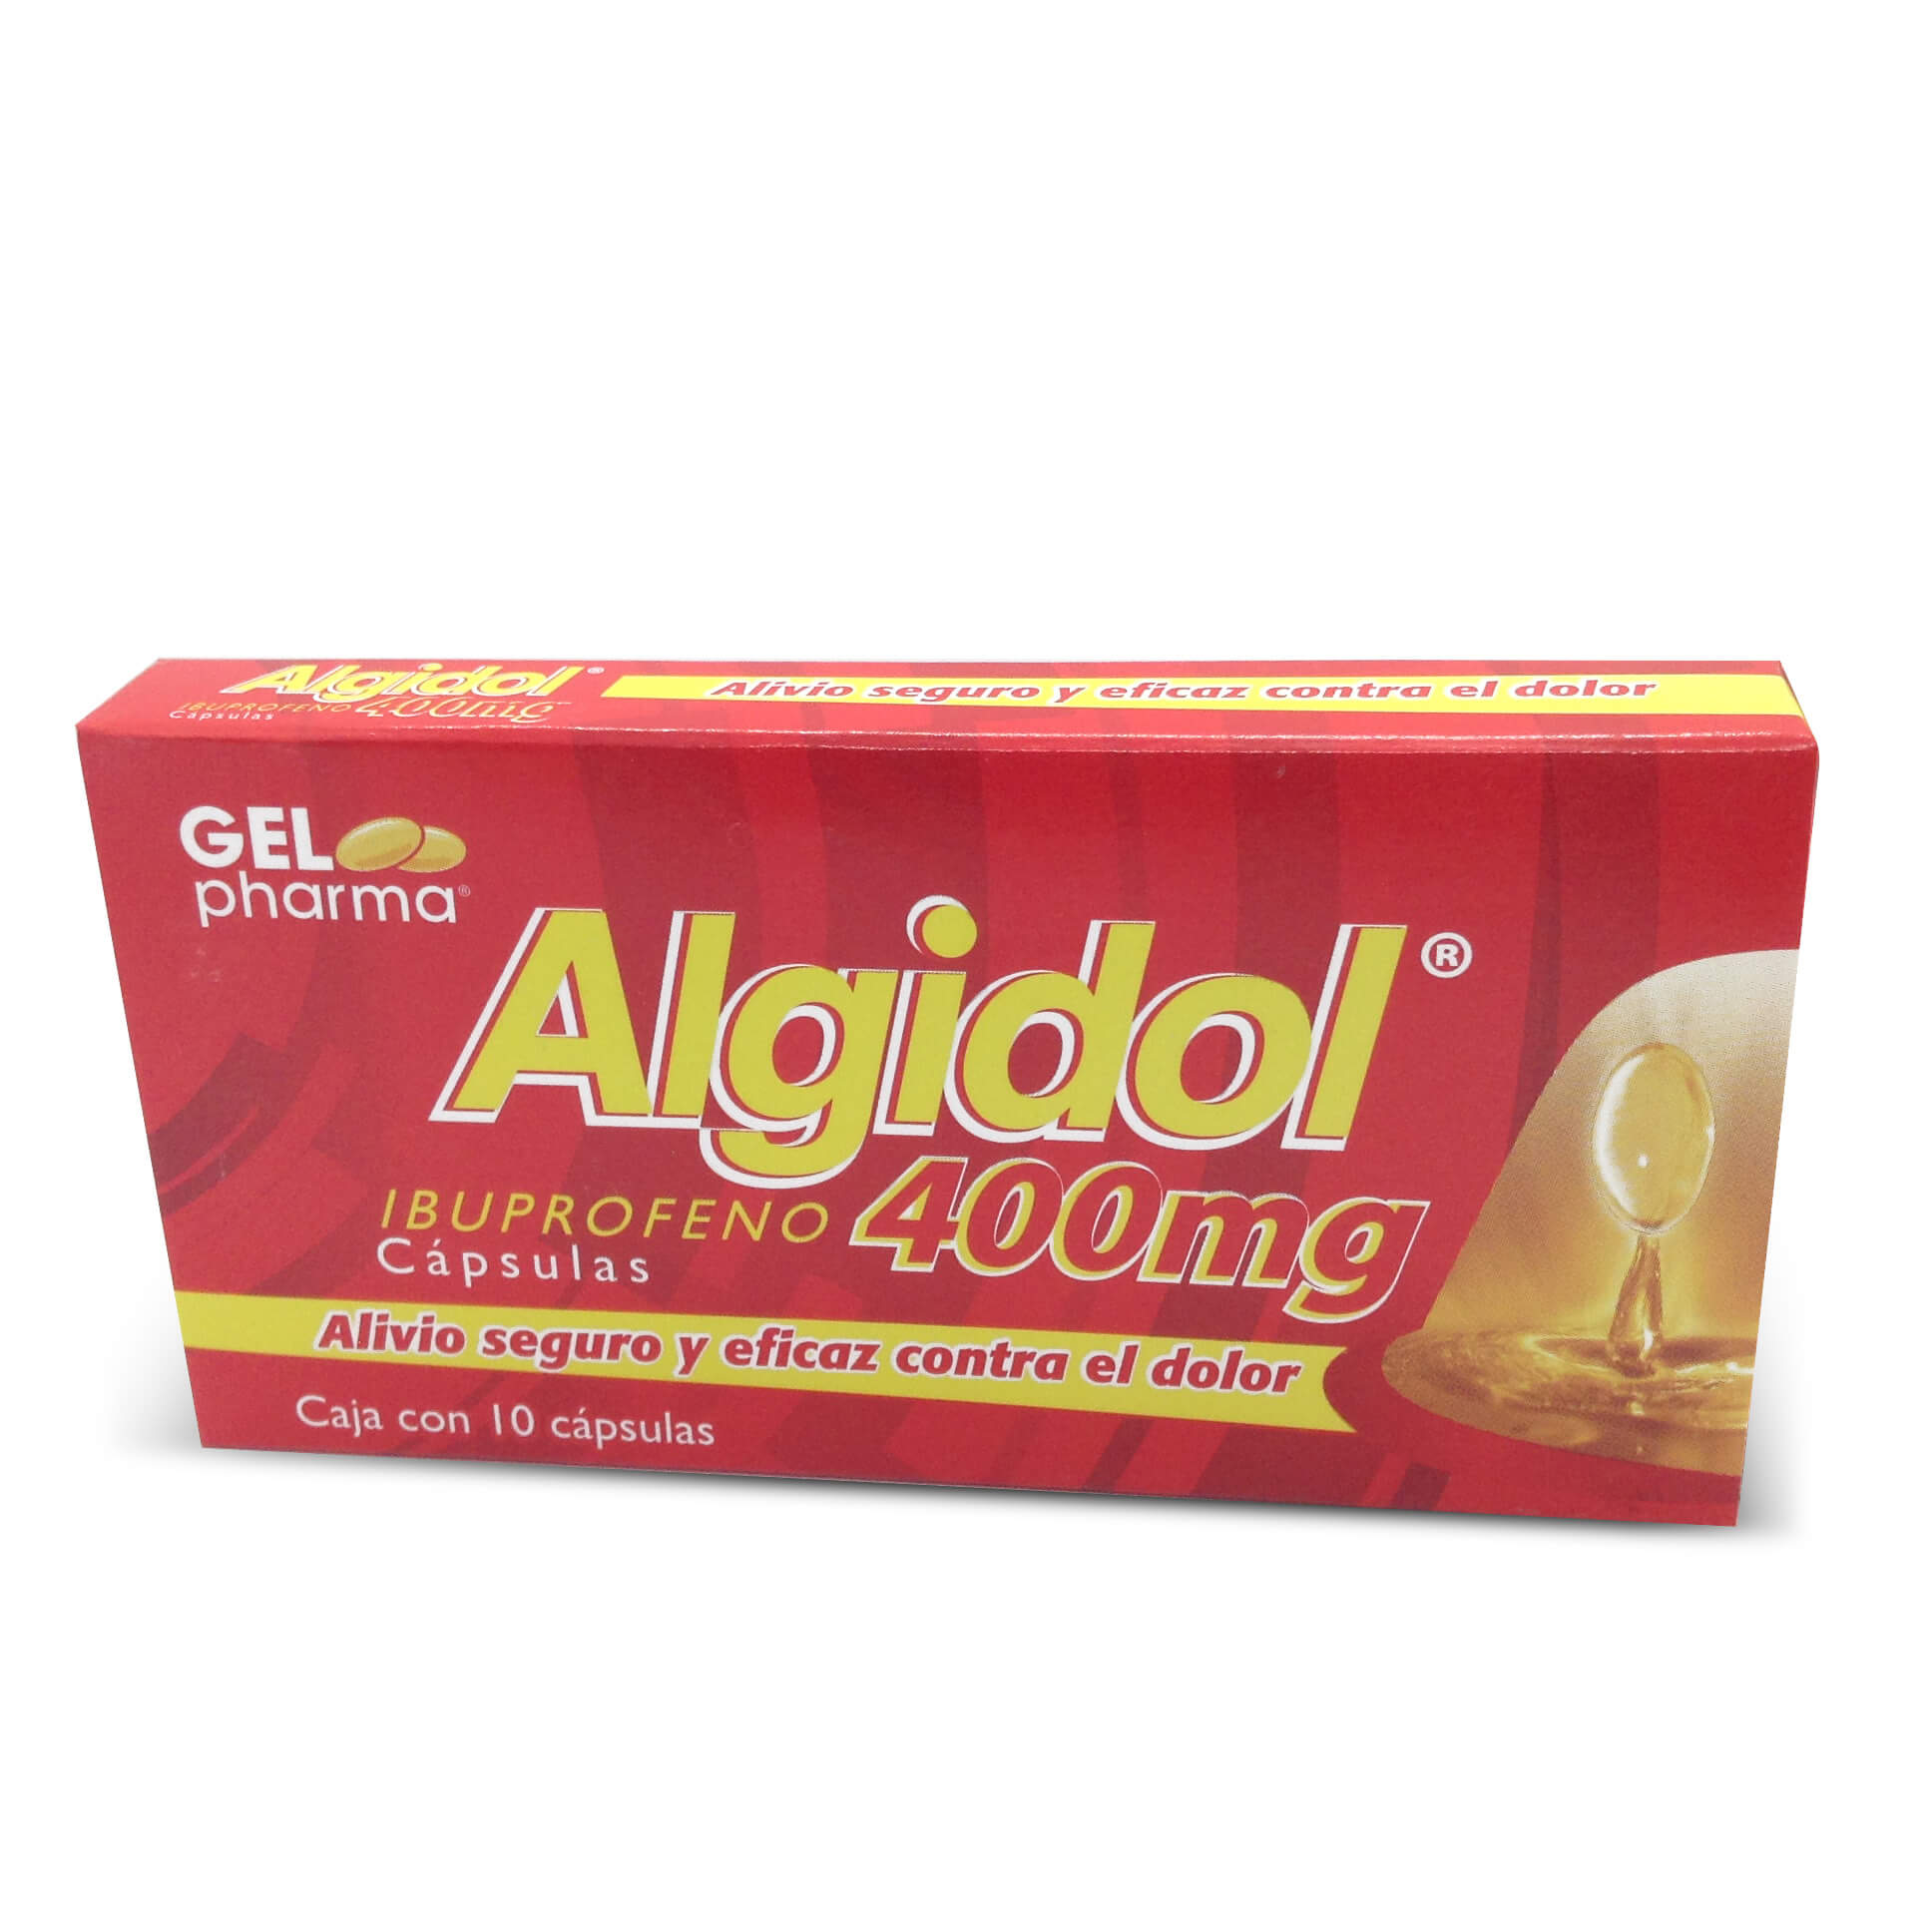 Algidol ®
IBUPROFENO 400mg
Cápsulas
Alivio seguro y eficaz contra el dolor
GEL
pharma®
Algidol ®
IBUPROFENO 400mg
Cápsulas
Alivio seguro y eficaz contra el dolor
Caja con 10 cápsulas